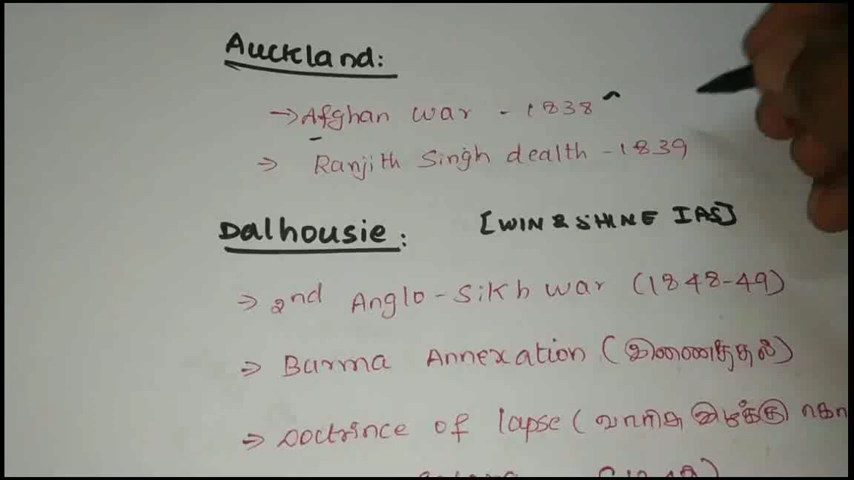 Auckland:
→ Afghan war - 1838
⇒ Ranjith Singh dealth - 1839
Dalhousie:
[WIN & SHINE IAS]
⇒ 2nd Anglo-Sikh war (1848-49)
⇒ Burma Annexation (இணைத்தல்)
⇒ Doctrince of lapse (வாரிசு